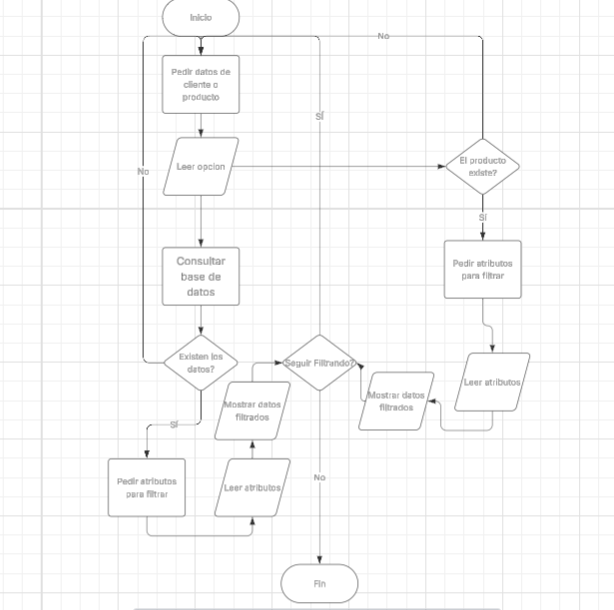 Inicio
No
Pedir datos de
cliente o
producto
SÍ
Leer opcion
El producto
existe?
No
Sí
Consultar
base de
datos
Pedir atributos
para filtrar
Existen los
datos?
Seguir Filtrando?
Leer atributos
Mostrar datos
filtrados
Mostrar datos
filtrados
Sí
Pedir atributos
para filtrar
Leer atributos
No
Fin